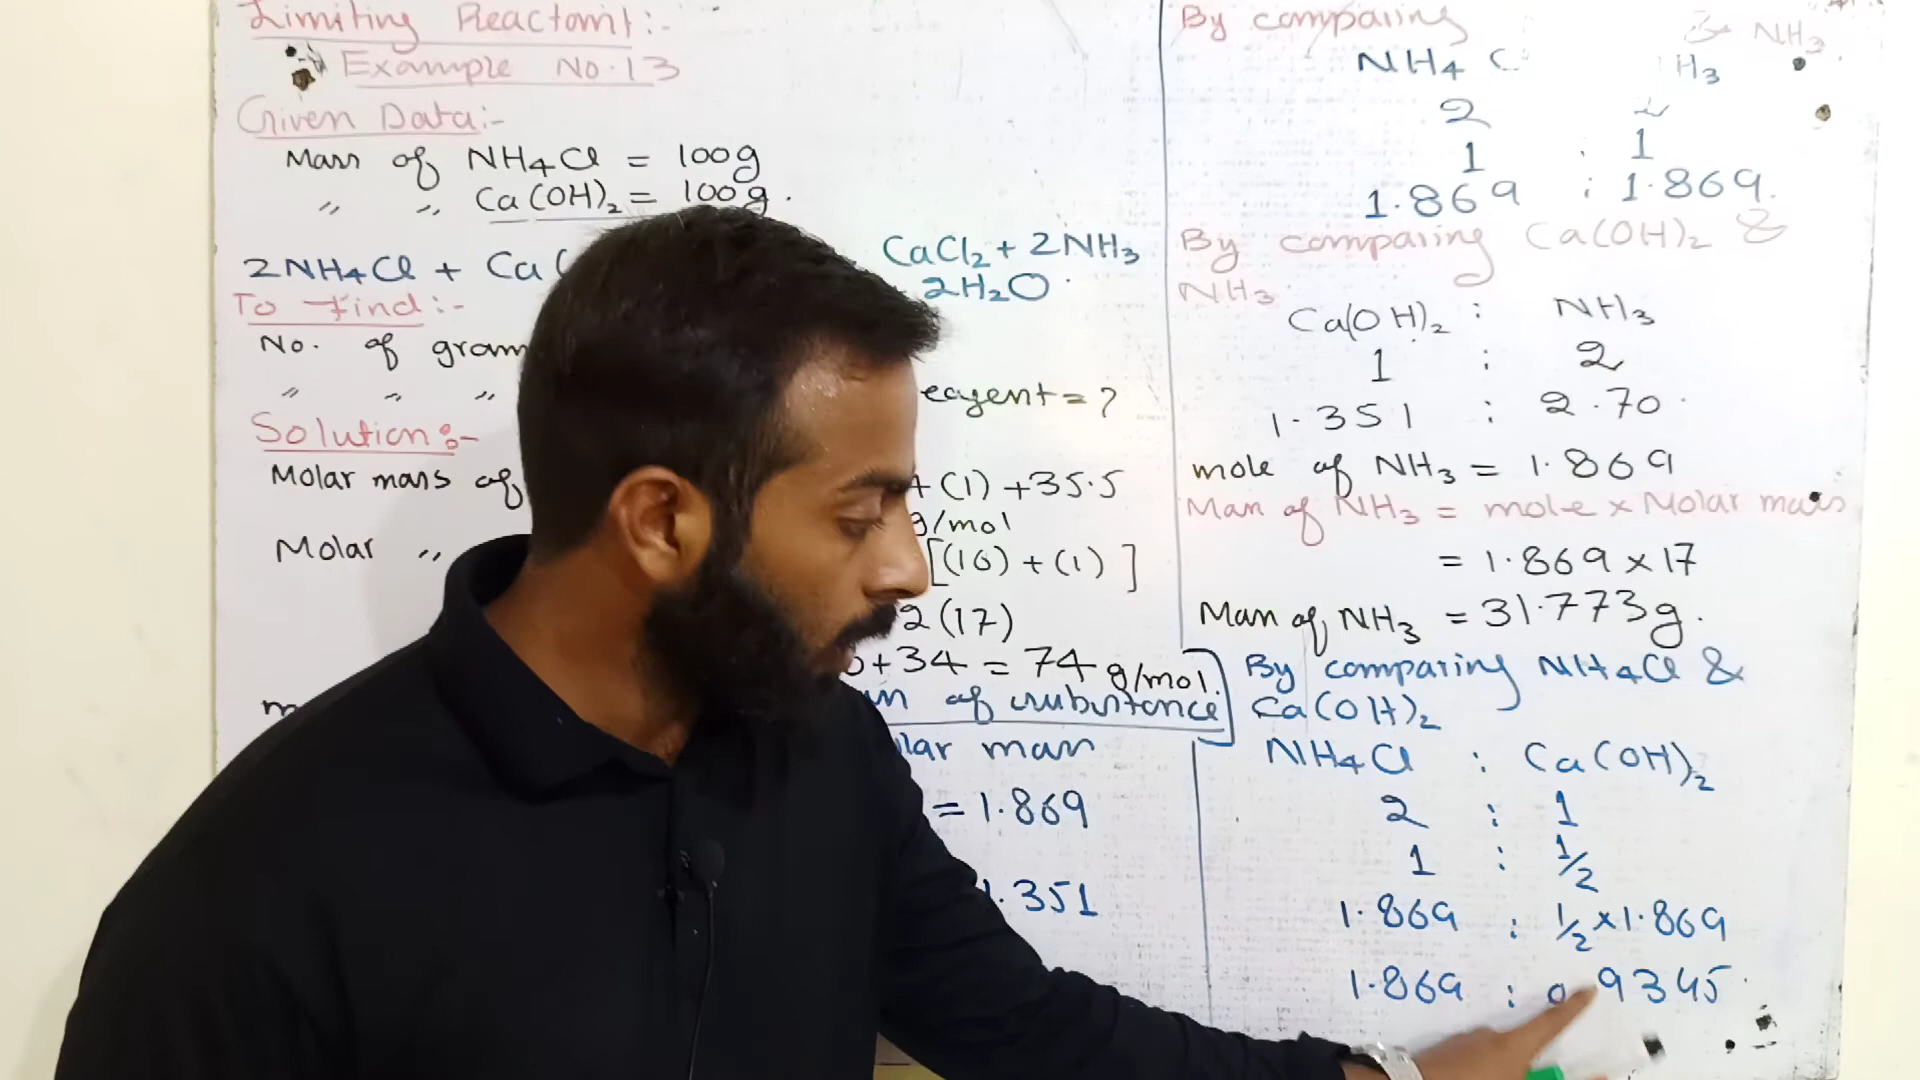 Limiting Reactomt:-
Example No.13
Given Data:-
Mass of NH4Cl = 100g
〃 〃 Ca(OH)2 = 100g.
2NH4Cl + Ca(
CaCl2 + 2NH3
2H2O
To Find:-
No. of gram
〃 〃 〃 eagent = ?
Solution:-
Molar mass of + (1) + 35.5
g/mol
Molar 〃 [(16) + (1)]
2(17)
+34 = 74 g/mol.
of substance
lar mass
= 1.869
.351
By comparing
NH3
NH4 C H3
2 : 2
1 : 1
1.869 : 1.869.
By comparing Ca(OH)2 &
NH3.
Ca(OH)2 : NH3
1 : 2
1.351 : 2.70
mole of NH3 = 1.869
Mass of NH3 = mole × Molar mass
= 1.869 × 17
Mass of NH3 = 31.773g.
By comparing NH4Cl &
Ca(OH)2
NH4Cl : Ca(OH)2
2 : 1
1 : 1/2
1.869 : 1/2 × 1.869
1.869 : 0.9345